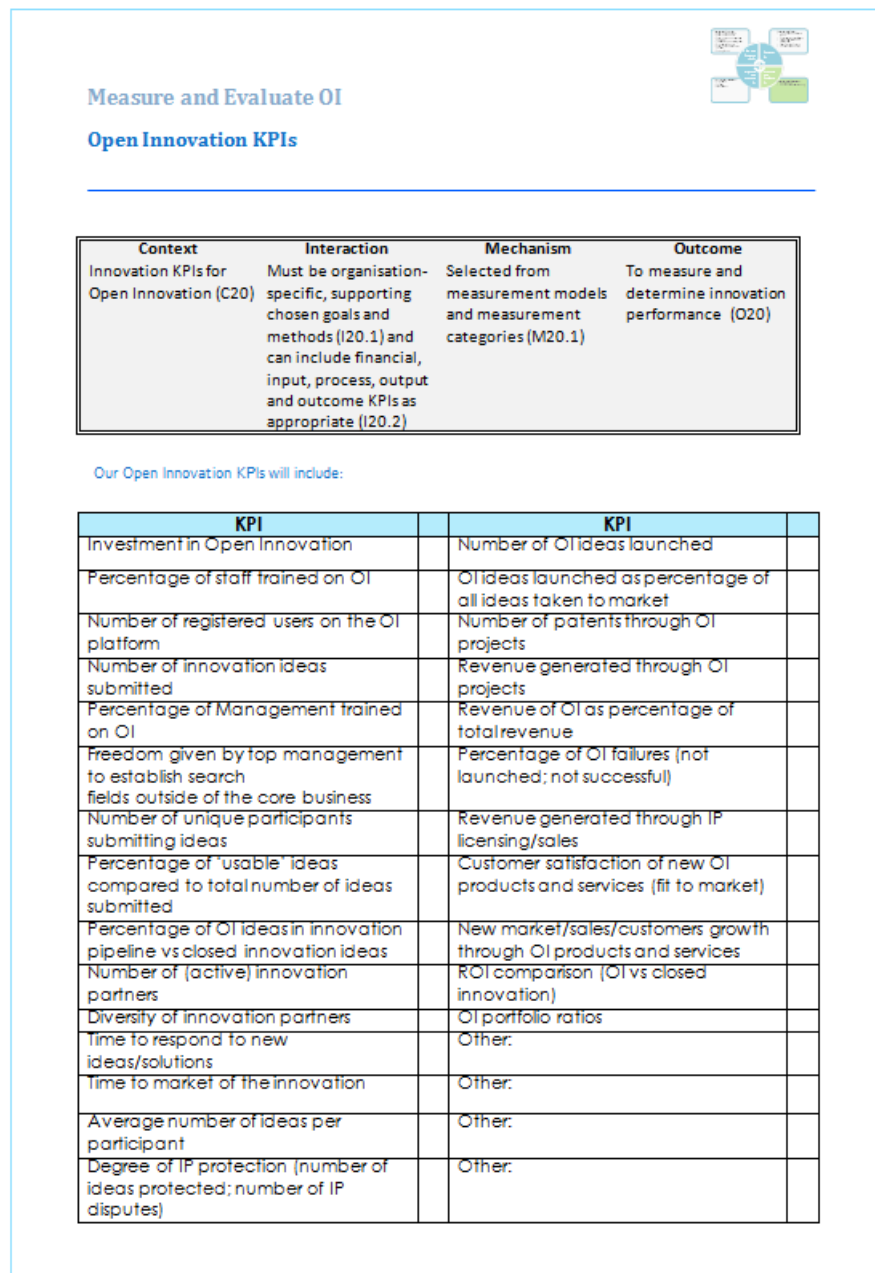 Measure and Evaluate OI
Open Innovation KPIs
Context
Innovation KPIs for
Open Innovation (C20)
Interaction
Must be organisation-
specific, supporting
chosen goals and
methods (I20.1) and
can include financial,
input, process, output
and outcome KPIs as
appropriate (I20.2)
Mechanism
Selected from
measurement models
and measurement
categories (M20.1)
Outcome
To measure and
determine innovation
performance (O20)
Our Open Innovation KPIs will include:
KPI
KPI
Investment in Open Innovation
Number of OI ideas launched
Percentage of staff trained on OI
OI ideas launched as percentage of
all ideas taken to market
Number of registered users on the OI
platform
Number of patents through OI
projects
Number of innovation ideas
submitted
Revenue generated through OI
projects
Percentage of Management trained
on OI
Revenue of OI as percentage of
total revenue
Freedom given by top management
to establish search
fields outside of the core business
Percentage of OI failures (not
launched; not successful)
Number of unique participants
submitting ideas
Revenue generated through IP
licensing/sales
Percentage of 'usable' ideas
compared to total number of ideas
submitted
Customer satisfaction of new OI
products and services (fit to market)
Percentage of OI ideas in innovation
pipeline vs closed innovation ideas
New market/sales/customers growth
through OI products and services
Number of (active) innovation
partners
ROI comparison (OI vs closed
innovation)
Diversity of innovation partners
OI portfolio ratios
Time to respond to new
ideas/solutions
Other:
Time to market of the innovation
Other:
Average number of ideas per
participant
Other:
Degree of IP protection (number of
ideas protected; number of IP
disputes)
Other: